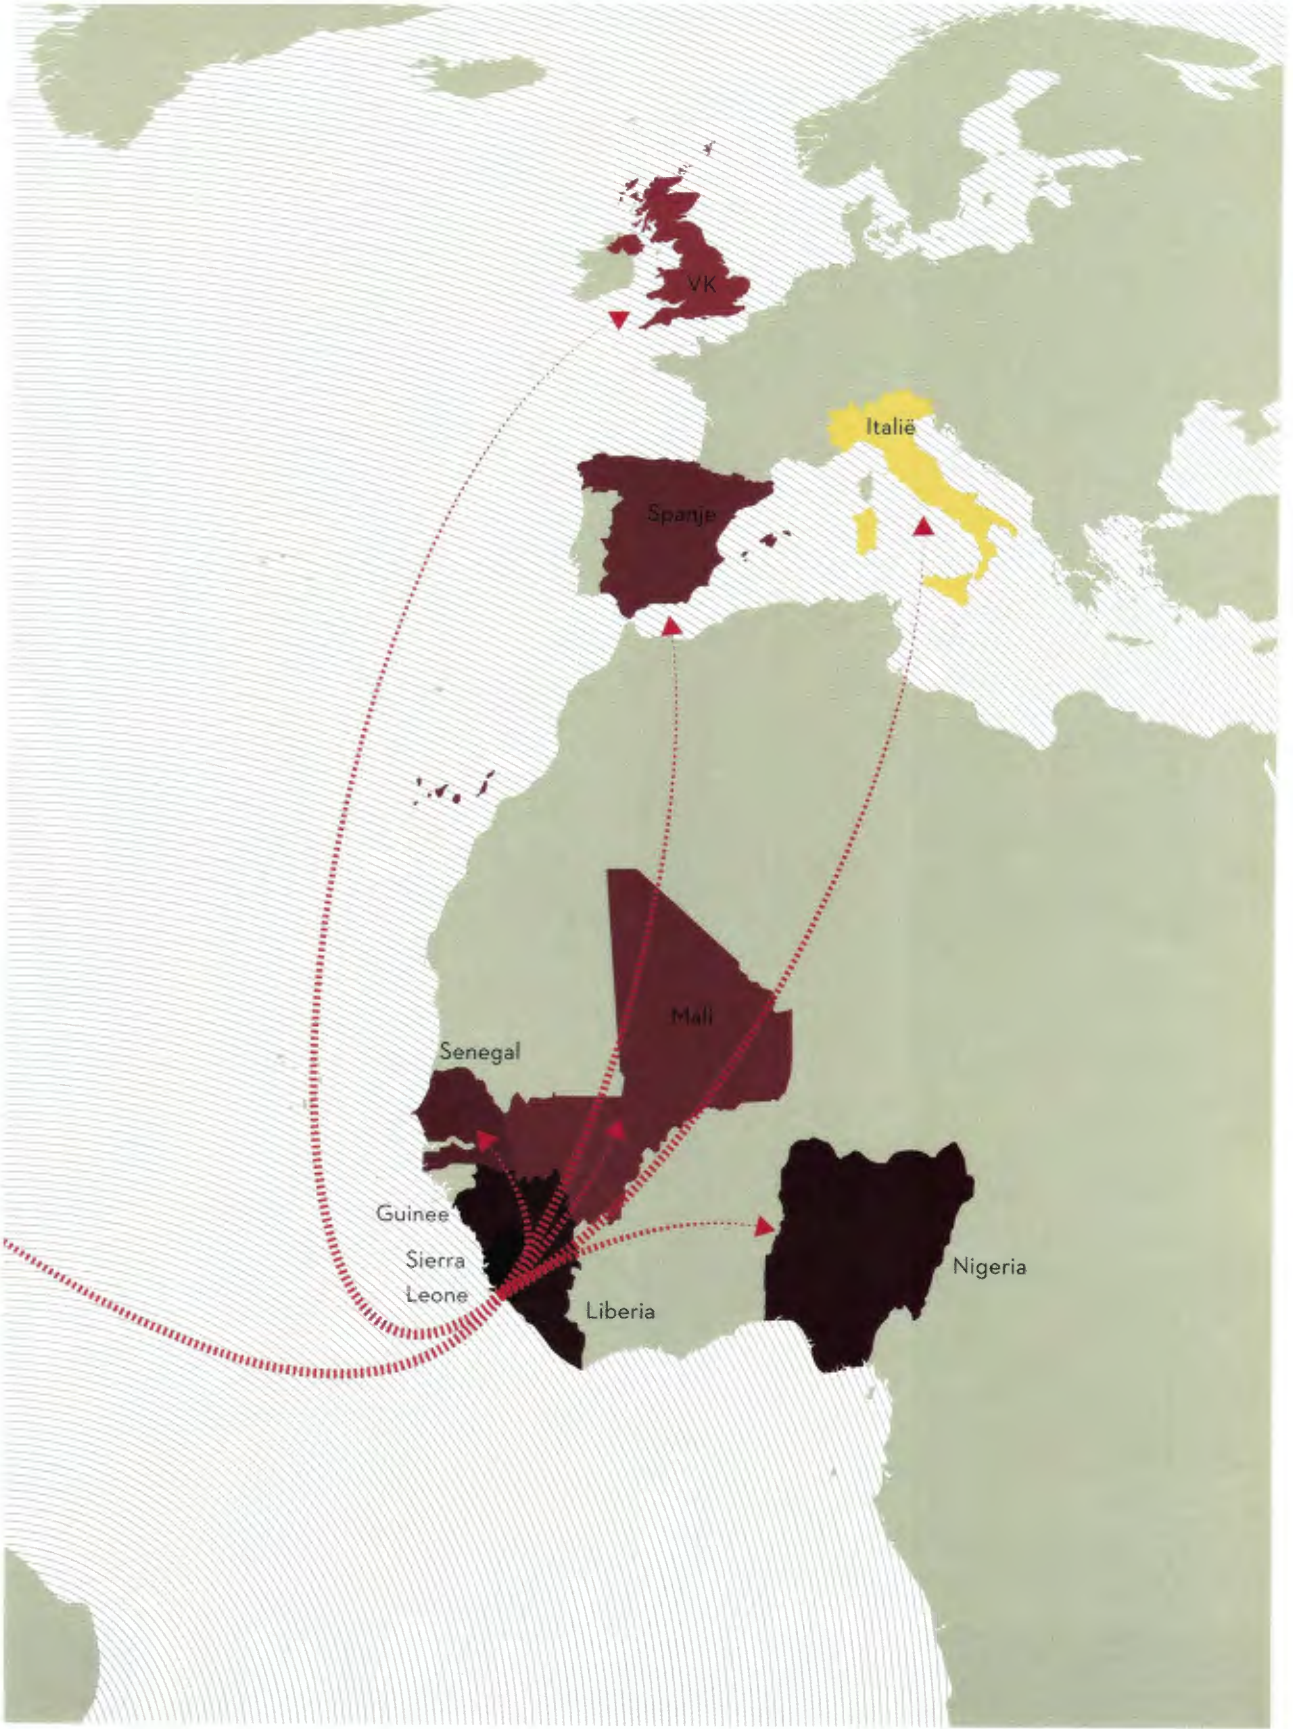 VK
Italië
Spanje
Mali
Senegal
Guinee
Sierra
Leone
Liberia
Nigeria